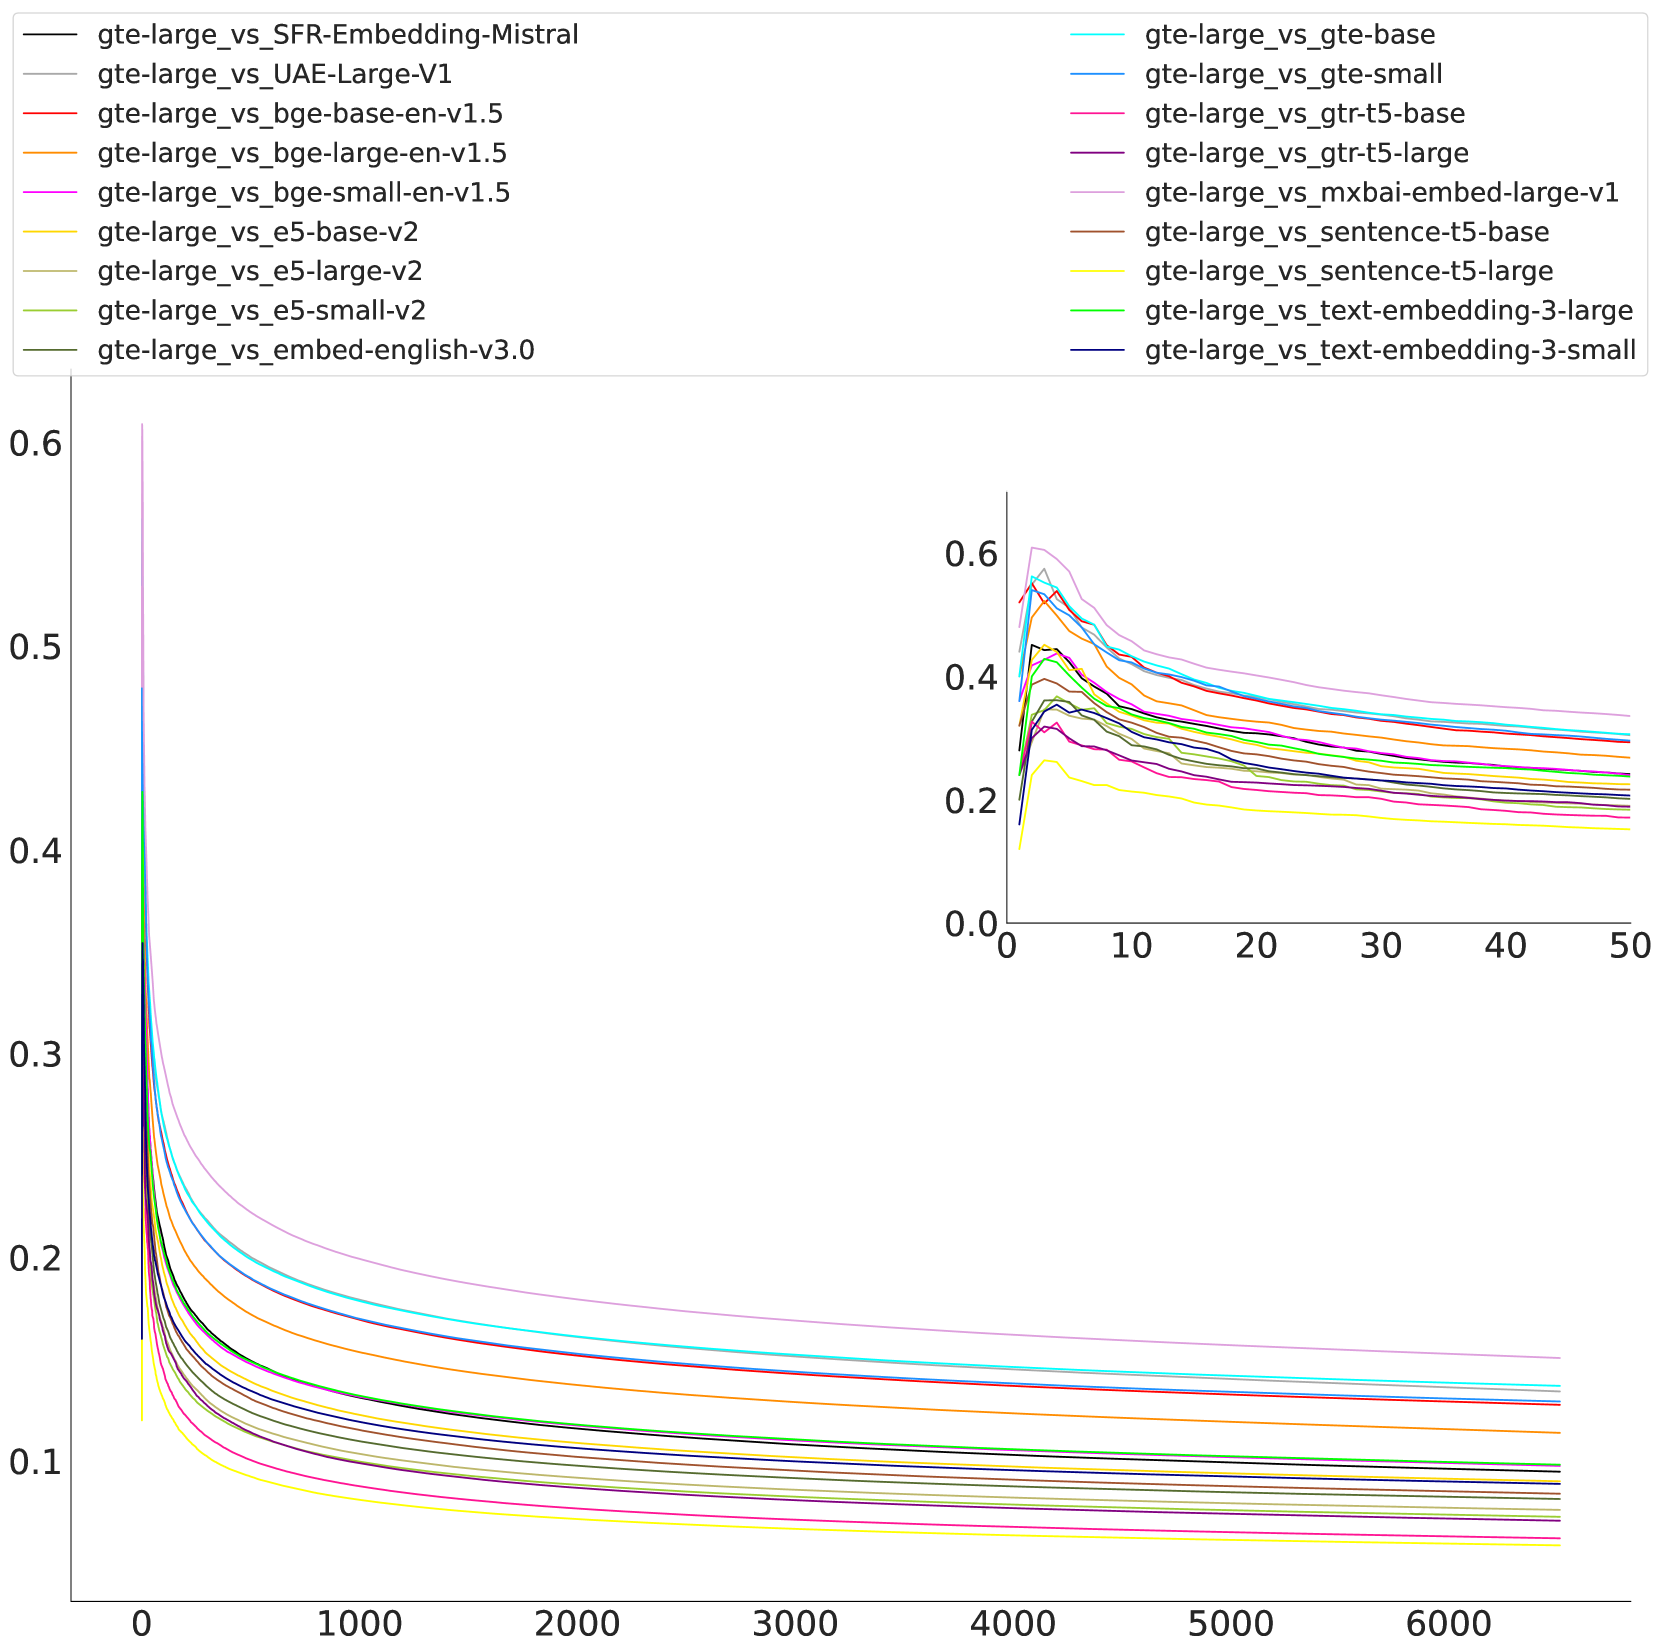 gte-large_vs_SFR-Embedding-Mistral
gte-large_vs_UAE-Large-V1
gte-large_vs_bge-base-en-v1.5
gte-large_vs_bge-large-en-v1.5
gte-large_vs_bge-small-en-v1.5
gte-large_vs_e5-base-v2
gte-large_vs_e5-large-v2
gte-large_vs_e5-small-v2
gte-large_vs_embed-english-v3.0
gte-large_vs_gte-base
gte-large_vs_gte-small
gte-large_vs_gtr-t5-base
gte-large_vs_gtr-t5-large
gte-large_vs_mxbai-embed-large-v1
gte-large_vs_sentence-t5-base
gte-large_vs_sentence-t5-large
gte-large_vs_text-embedding-3-large
gte-large_vs_text-embedding-3-small
0.6
0.5
0.4
0.3
0.2
0.1
0 1000 2000 3000 4000 5000 6000
0.6
0.4
0.2
0.0
0 10 20 30 40 50